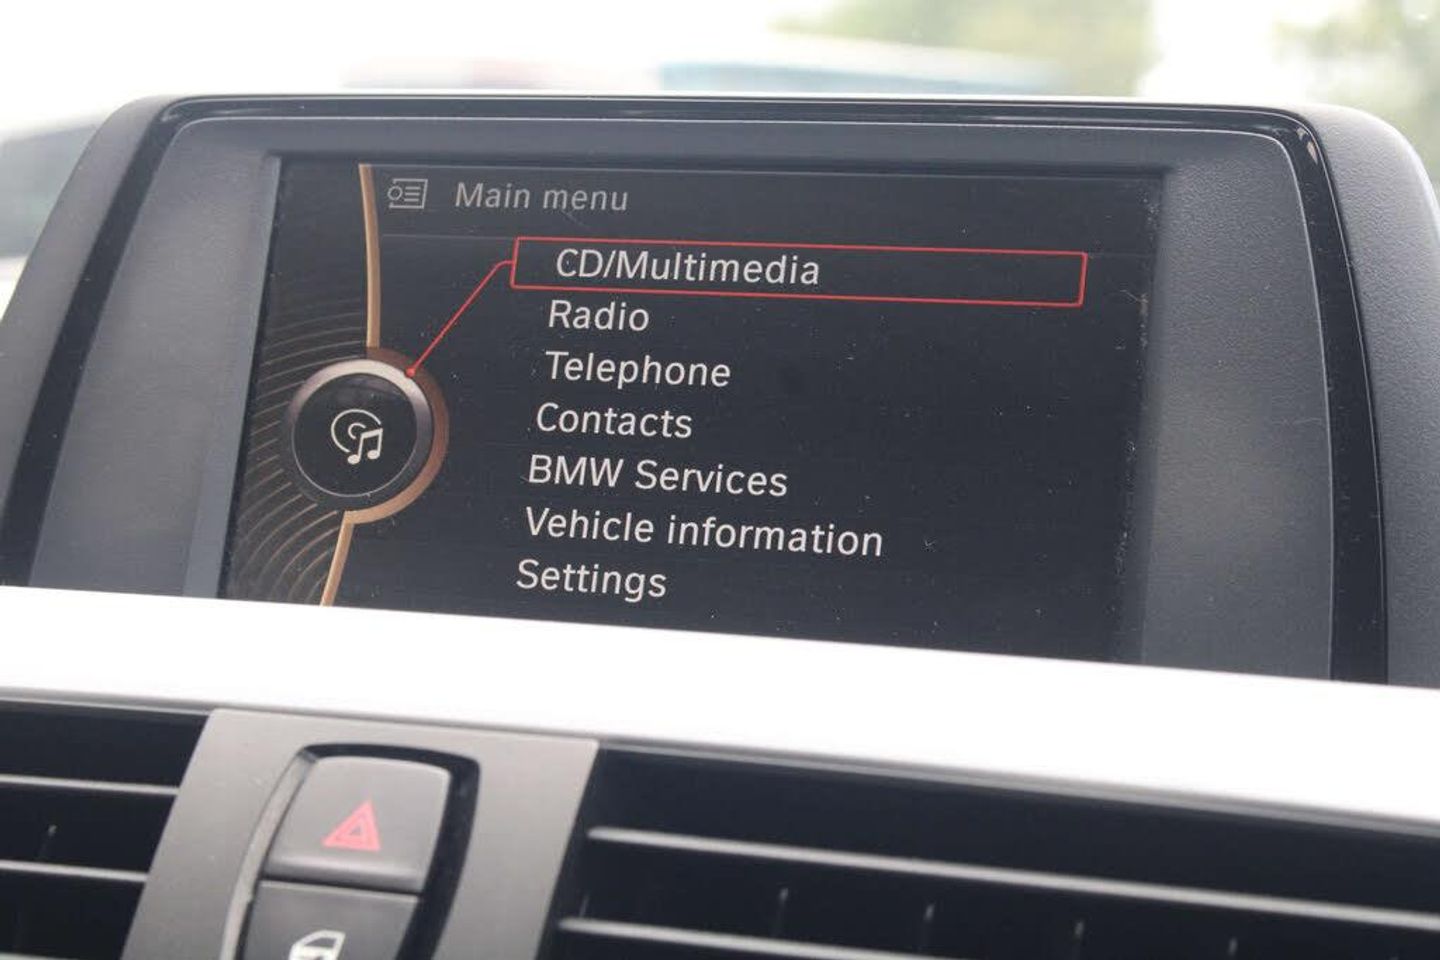 Main menu
CD/Multimedia
Radio
Telephone
Contacts
BMW Services
Vehicle information
Settings